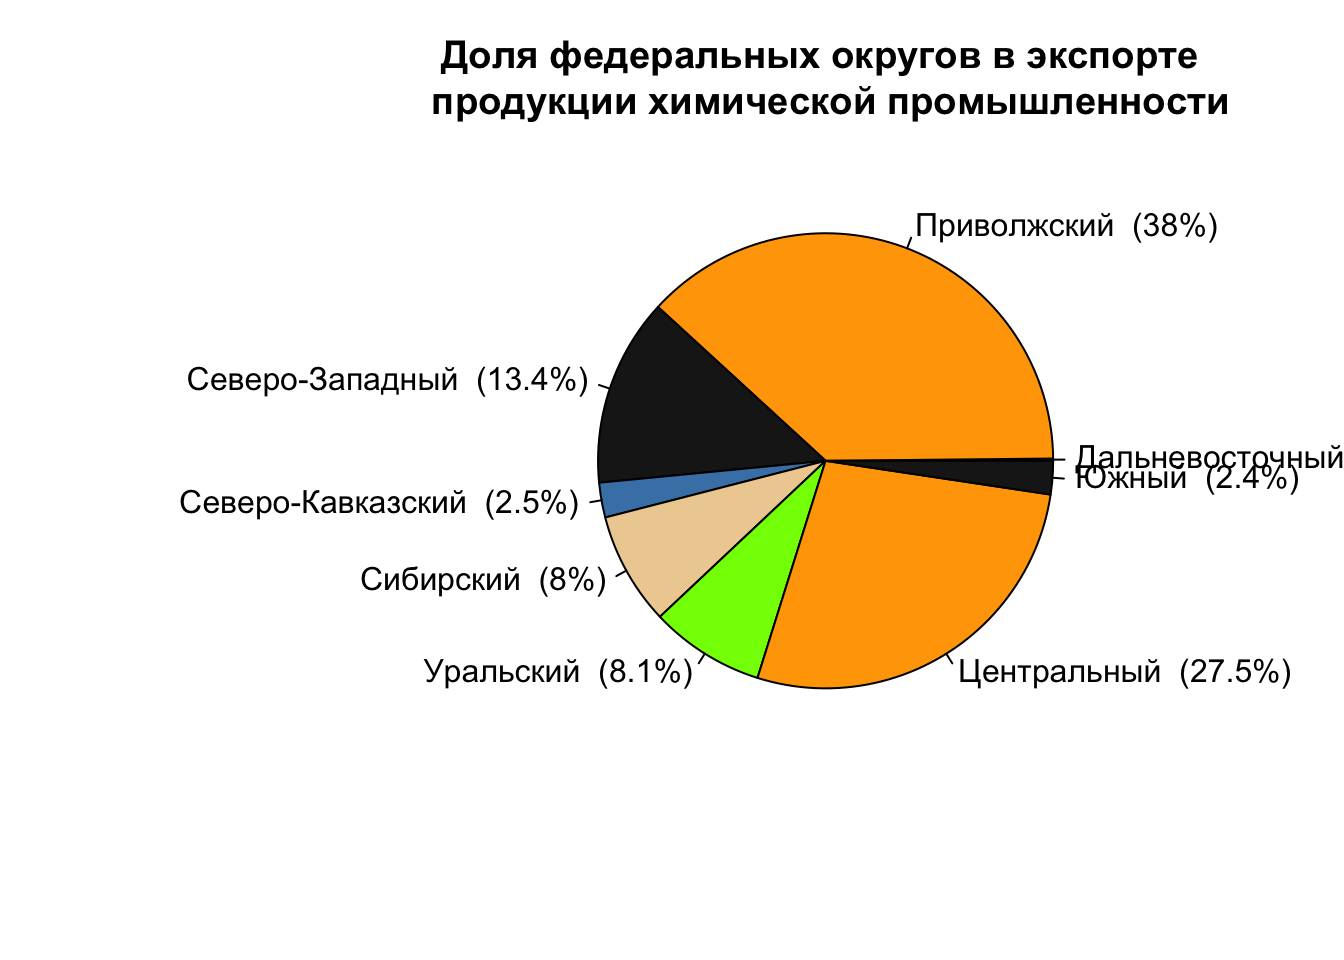 Доля федеральных округов в экспорте
продукции химической промышленности
Приволжский (38%)
Северо-Западный (13.4%)
Дальневосточный
Южный (2.4%)
Северо-Кавказский (2.5%)
Сибирский (8%)
Уральский (8.1%)
Центральный (27.5%)